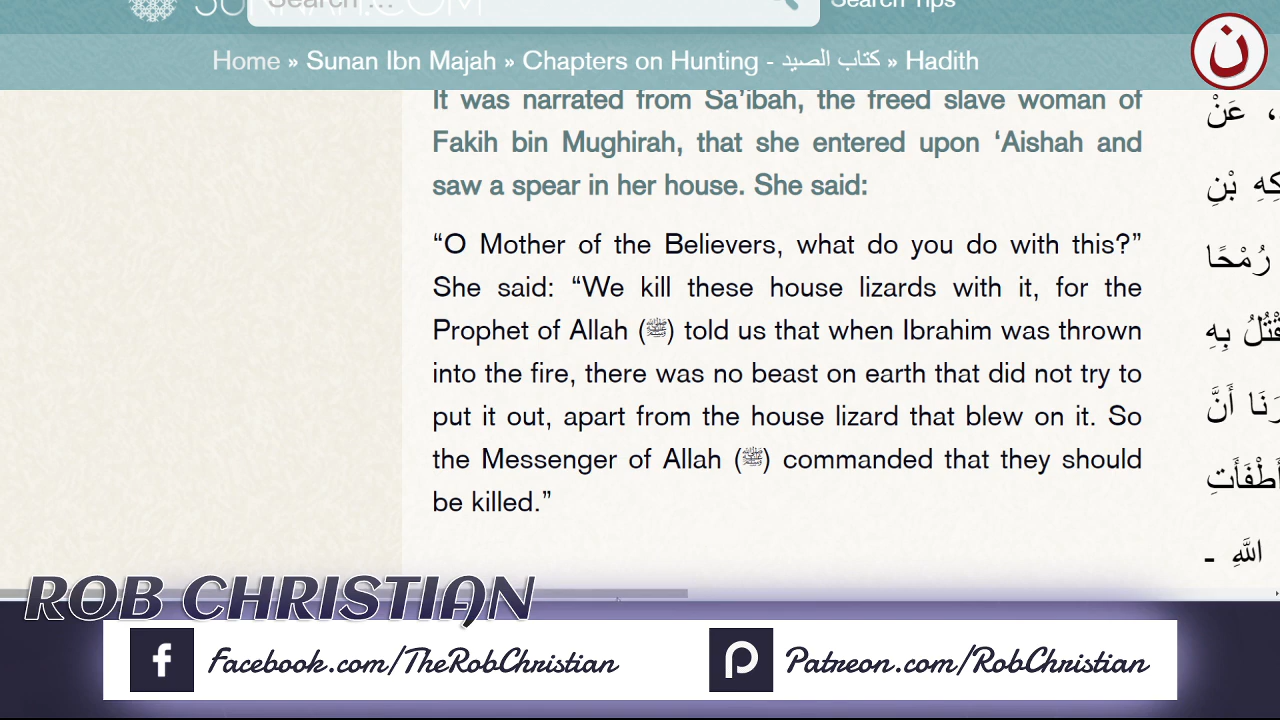 SUNNAH.COM
Search …
Search Tips
Home » Sunan Ibn Majah » Chapters on Hunting - كتاب الصيد » Hadith
ن
It was narrated from Sa’ibah, the freed slave woman of
Fakih bin Mughirah, that she entered upon ‘Aishah and
saw a spear in her house. She said:
“O Mother of the Believers, what do you do with this?”
She said: “We kill these house lizards with it, for the
Prophet of Allah (ﷺ) told us that when Ibrahim was thrown
into the fire, there was no beast on earth that did not try to
put it out, apart from the house lizard that blew on it. So
the Messenger of Allah (ﷺ) commanded that they should
be killed.”
، عَنْ
بْنِ
رُمْحًا
بِهِ
أَنَّ
اللَّهِ ـ
ROB CHRISTIAN
Facebook.com/TheRobChristian
Patreon.com/RobChristian